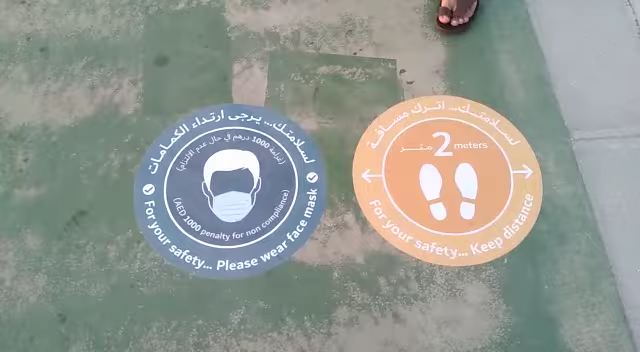 لسلامتك... يرجى ارتداء الكمامات
(غرامة 1000 درهم في حال عدم الالتزام)
(AED 1000 penalty for non compliance)
For your safety... Please wear face mask
لسلامتك... اترك مسافة
2 متر meters
For your safety... Keep distance